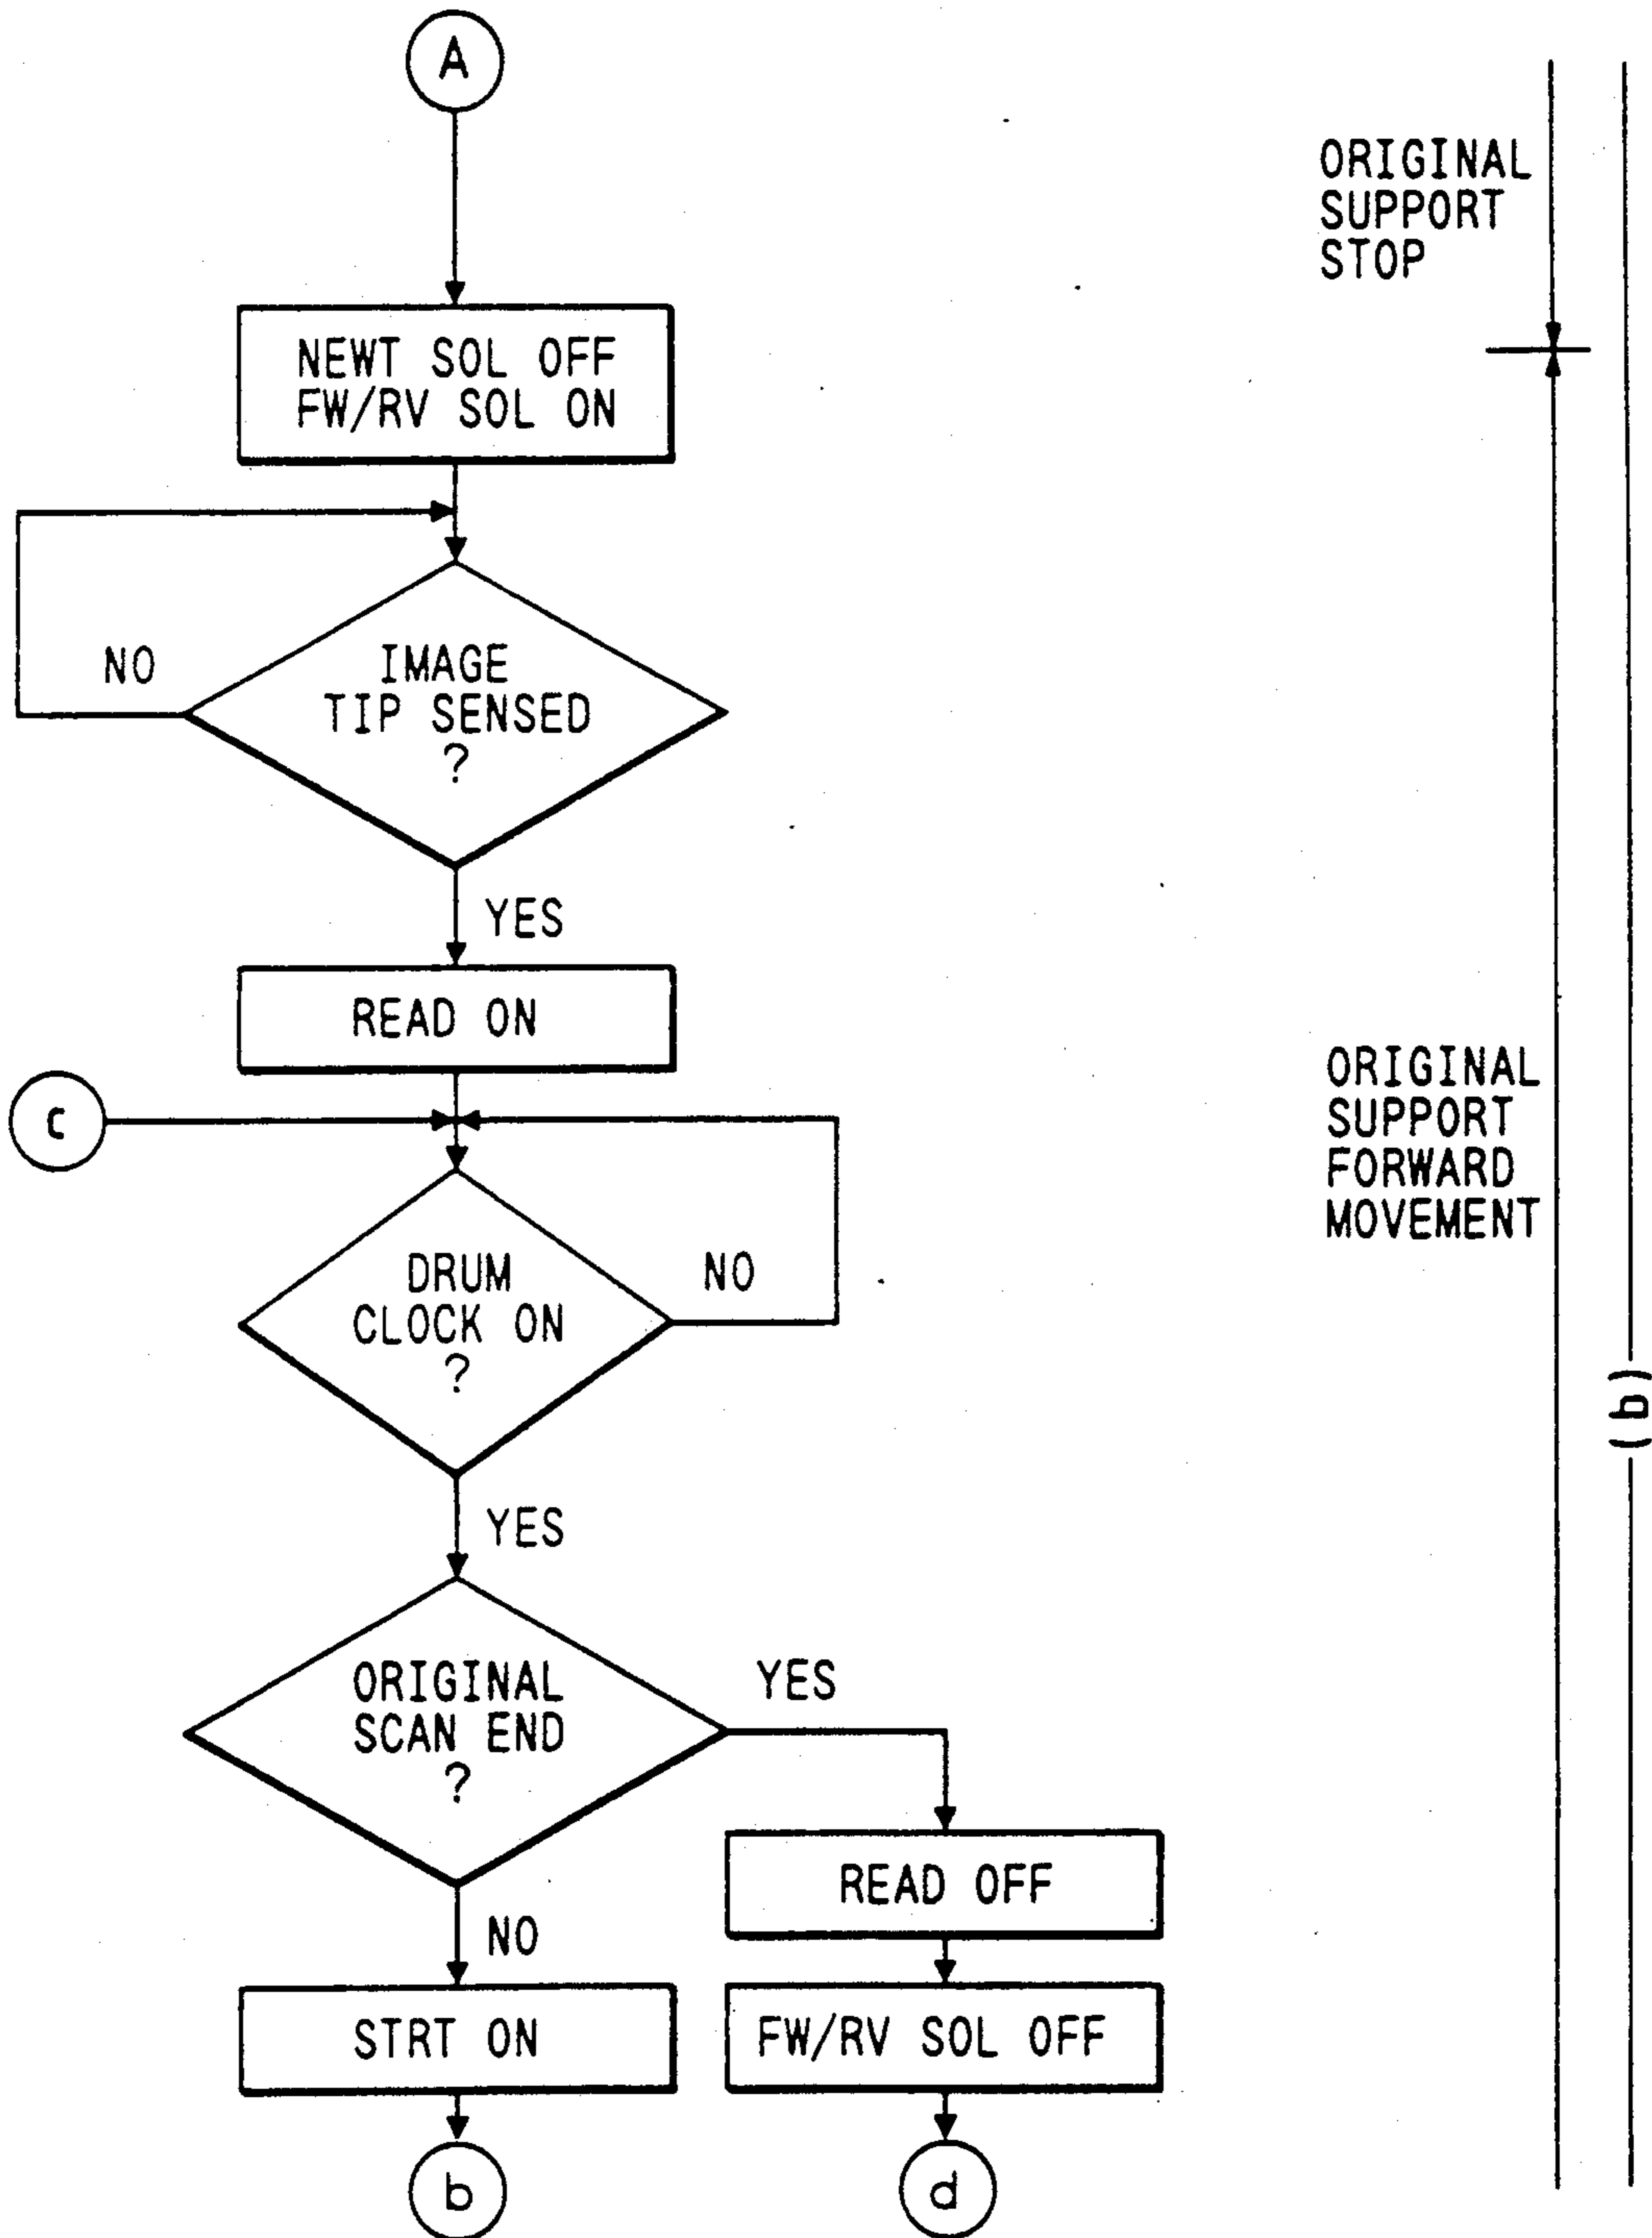 A
ORIGINAL
SUPPORT
STOP
NEWT SOL OFF
FW/RV SOL ON
NO
IMAGE
TIP SENSED
?
YES
READ ON
C
ORIGINAL
SUPPORT
FORWARD
MOVEMENT
DRUM
CLOCK ON
?
NO
(b)
YES
ORIGINAL
SCAN END
?
YES
READ OFF
NO
STRT ON
FW/RV SOL OFF
b
d